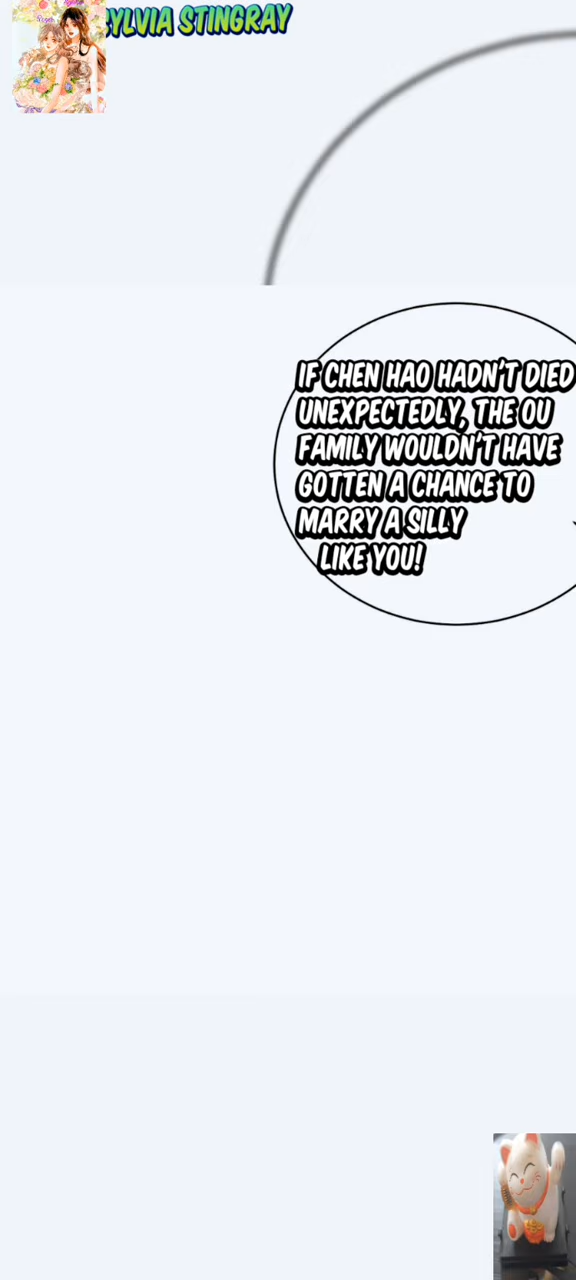 SYLVIA STINGRAY
IF CHEN HAO HADN'T DIED
UNEXPECTEDLY, THE OU
FAMILY WOULDN'T HAVE
GOTTEN A CHANCE TO
MARRY A SILLY
LIKE YOU!